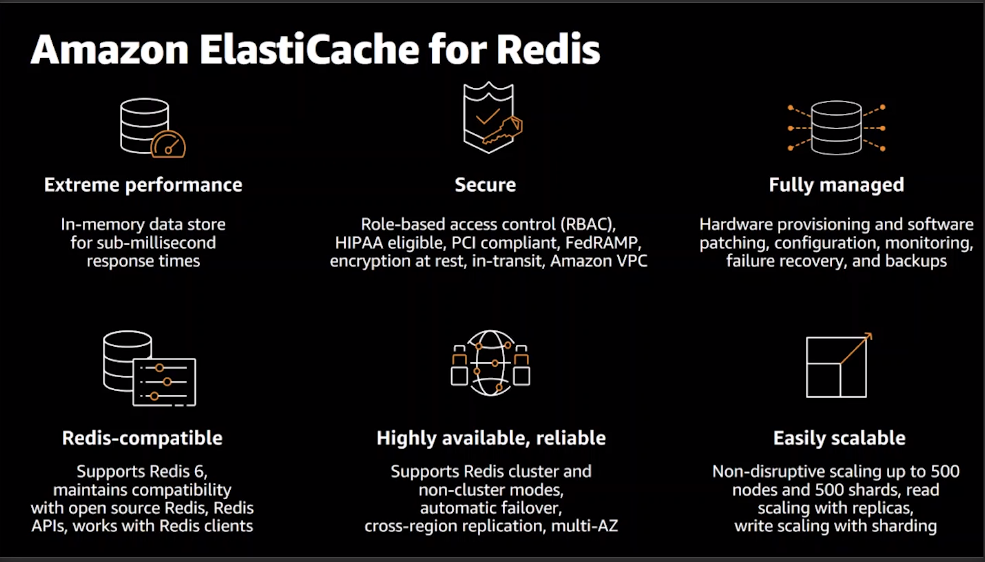 Amazon ElastiCache for Redis
Extreme performance
In-memory data store
for sub-millisecond
response times
Secure
Role-based access control (RBAC),
HIPAA eligible, PCI compliant, FedRAMP,
encryption at rest, in-transit, Amazon VPC
Fully managed
Hardware provisioning and software
patching, configuration, monitoring,
failure recovery, and backups
Redis-compatible
Supports Redis 6,
maintains compatibility
with open source Redis, Redis
APIs, works with Redis clients
Highly available, reliable
Supports Redis cluster and
non-cluster modes,
automatic failover,
cross-region replication, multi-AZ
Easily scalable
Non-disruptive scaling up to 500
nodes and 500 shards, read
scaling with replicas,
write scaling with sharding